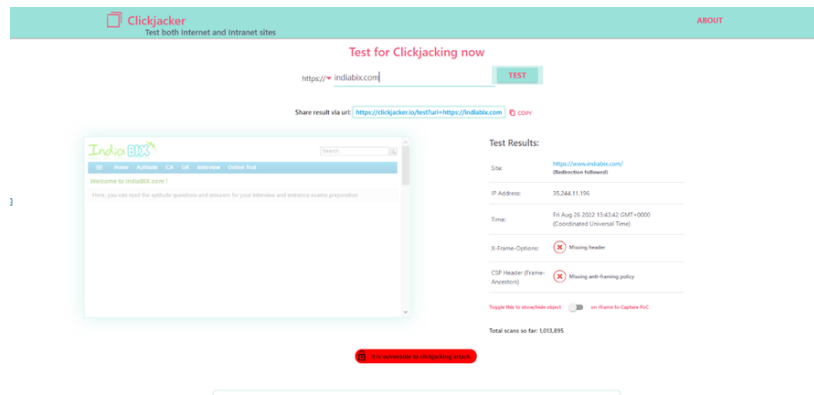 Clickjacker
ABOUT
Test both Internet and Intranet sites
Test for Clickjacking now
https:// indiabix.com
TEST
Share result via url: https://clickjacker.io/test?url=https://indiabix.com COPY
India BIX
Search
Home Aptitude CA GK Interview Online Test
Welcome to IndiaBIX.com !
Here, you can read the aptitude questions and answers for your interview and entrance exams preparation.
Test Results:
Site: https://www.indiabix.com/
(Redirection followed)
IP Address: 35.244.11.196
Time: Fri Aug 26 2022 15:43:42 GMT+0000
(Coordinated Universal Time)
X-Frame-Options: Missing header
CSP Header (Frame-
Ancestors) Missing anti-framing policy
Toggle this to show/hide object on iframe to Capture PoC
Total scans so far: 1,013,895
It is vulnerable to clickjacking attack